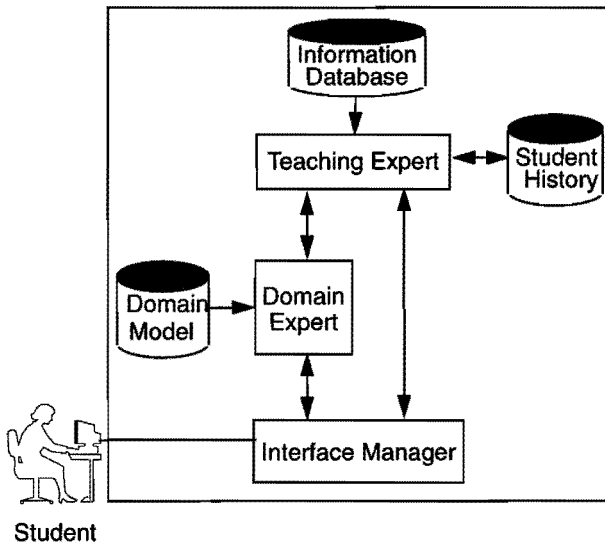 Information
Database
Teaching Expert
Student
History
Domain
Model
Domain
Expert
Interface Manager
Student